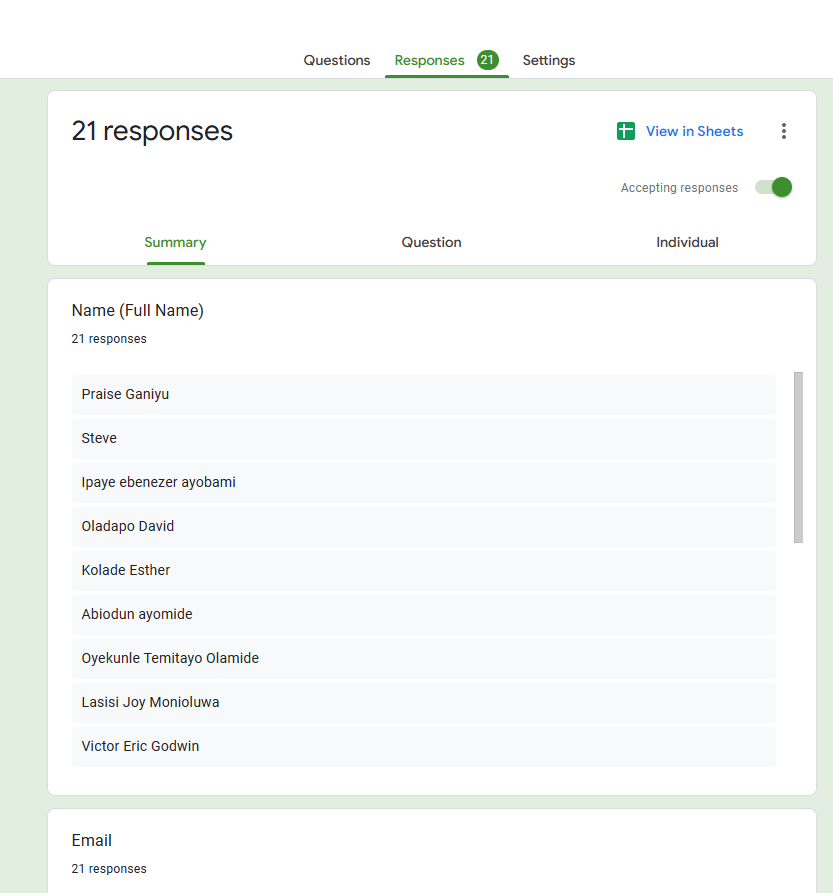 Questions Responses 21 Settings
21 responses
View in Sheets
Accepting responses
Summary Question Individual
Name (Full Name)
21 responses
Praise Ganiyu
Steve
Ipaye ebenezer ayobami
Oladapo David
Kolade Esther
Abiodun ayomide
Oyekunle Temitayo Olamide
Lasisi Joy Monioluwa
Victor Eric Godwin
Email
21 responses